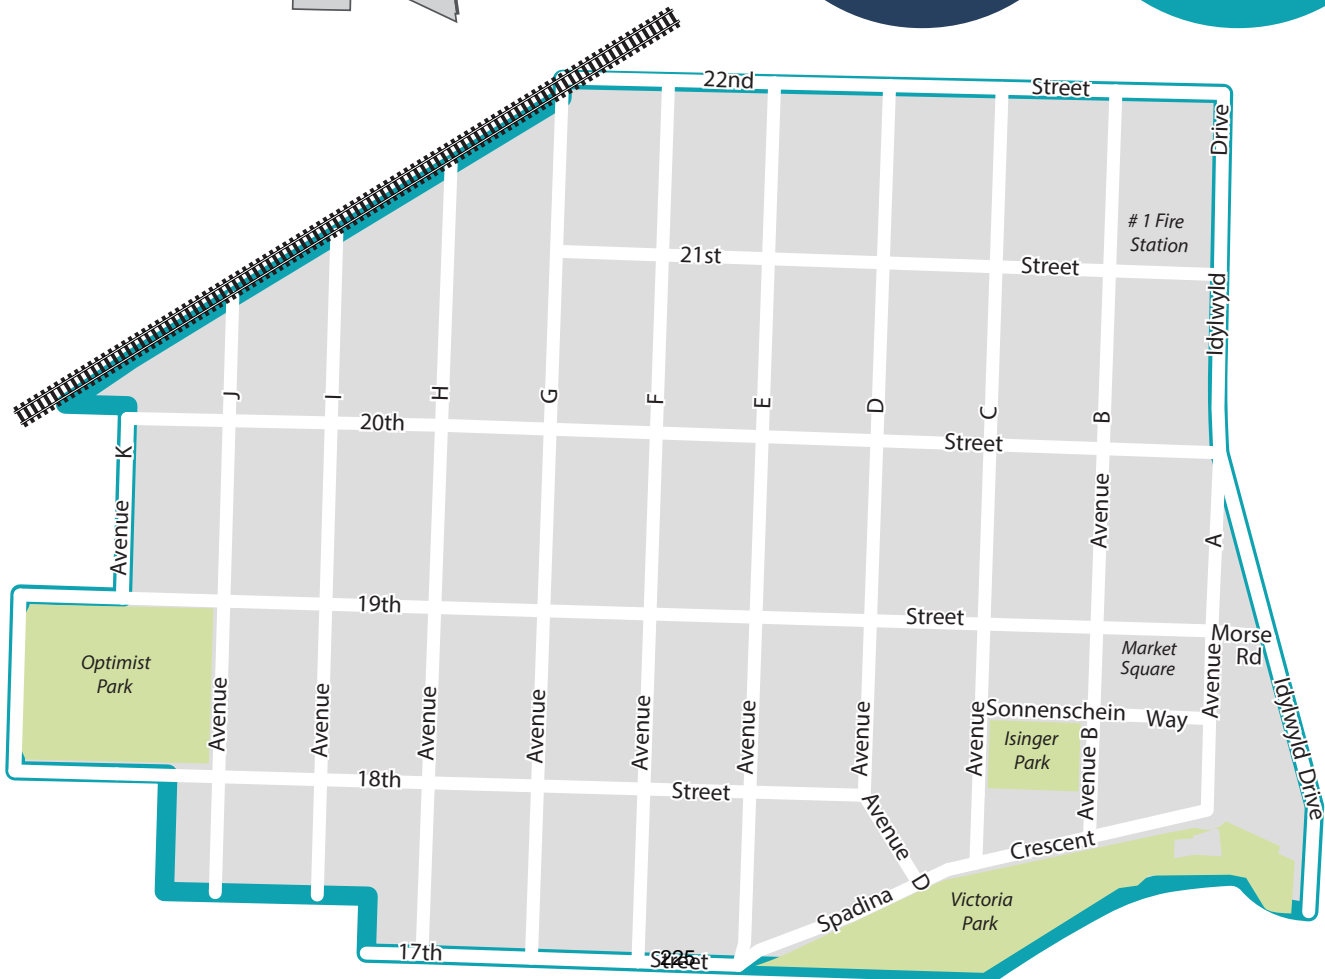 22nd Street
Drive
# 1 Fire
Station
21st Street
Idylwyld
J
I
H
G
F
E
D
C
B
20th Street
K
Avenue
Avenue
A
19th Street
Morse
Rd
Optimist
Park
Market
Square
Avenue
Avenue
Avenue
Avenue
Avenue
Avenue
Avenue
Avenue
Avenue
Sonnenschein Way
Idylwyld Drive
Isinger
Park
Avenue B
18th Street
Avenue D
Spadina Crescent
Victoria
Park
17th Street
225